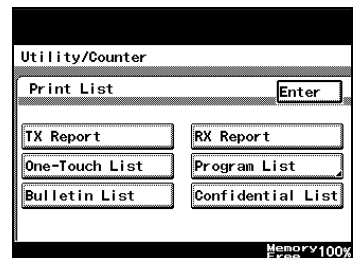 Utility/Counter
Print List
Enter
TX Report
RX Report
One-Touch List
Program List
Bulletin List
Confidential List
Memory
Free 100%